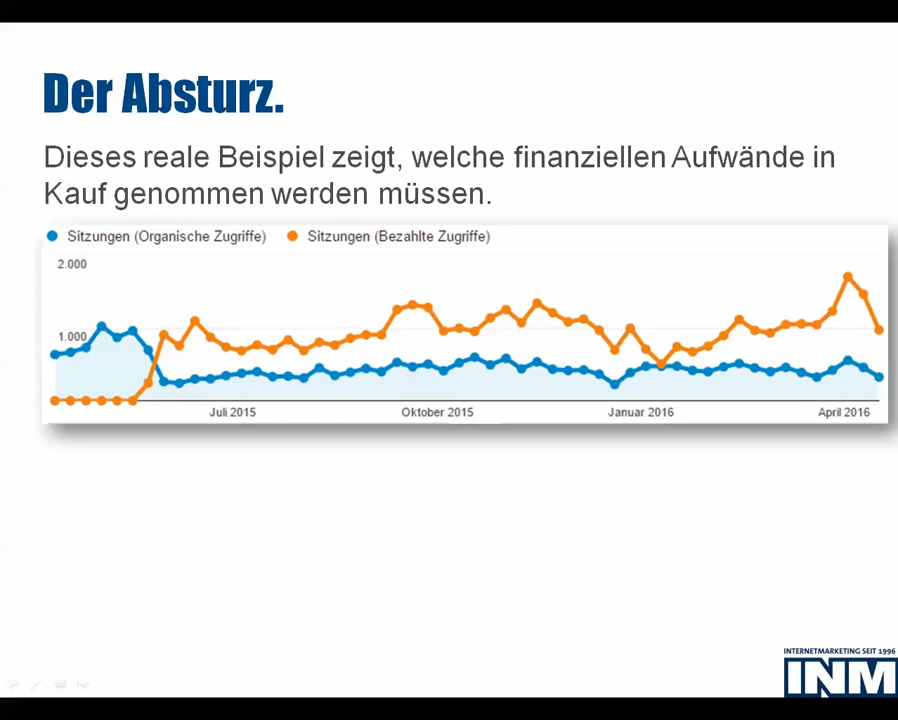 Der Absturz.
Dieses reale Beispiel zeigt, welche finanziellen Aufwände in
Kauf genommen werden müssen.
Sitzungen (Organische Zugriffe) Sitzungen (Bezahlte Zugriffe)
2.000
1.000
Juli 2015 Oktober 2015 Januar 2016 April 2016
INTERNETMARKETING SEIT 1996
INM